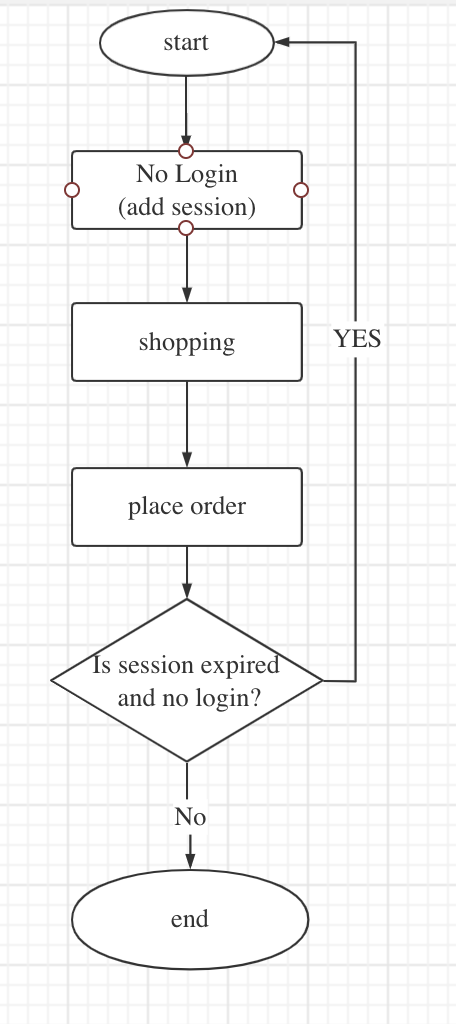 start
No Login
(add session)
shopping
YES
place order
Is session expired
and no login?
No
end